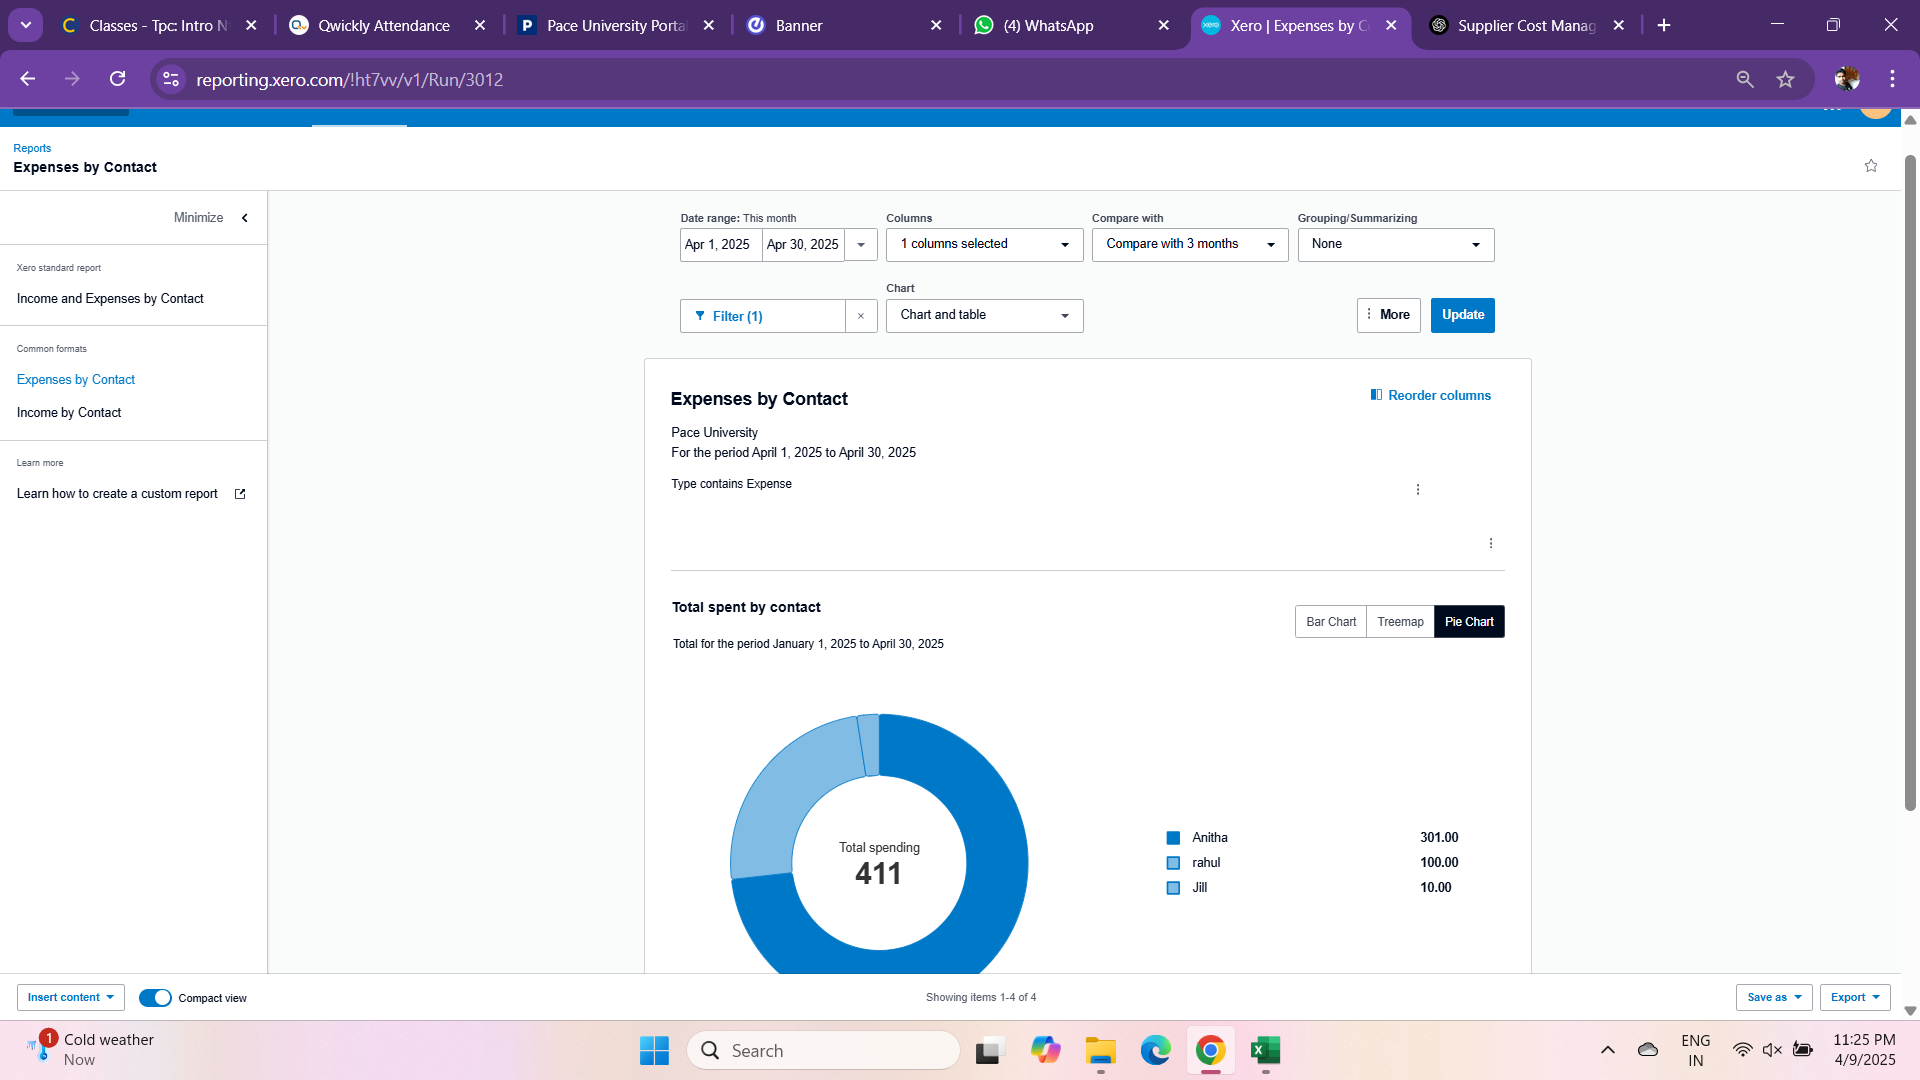 Classes - Tpc: Intro N
Qwickly Attendance
Pace University Porta
Banner
(4) WhatsApp
Xero | Expenses by C
Supplier Cost Manag
reporting.xero.com/!ht7vv/v1/Run/3012
Reports
Expenses by Contact
Minimize
Xero standard report
Income and Expenses by Contact
Common formats
Expenses by Contact
Income by Contact
Learn more
Learn how to create a custom report
Date range: This month
Columns
Compare with
Grouping/Summarizing
Apr 1, 2025
Apr 30, 2025
1 columns selected
Compare with 3 months
None
Chart
Filter (1)
Chart and table
More
Update
Expenses by Contact
Reorder columns
Pace University
For the period April 1, 2025 to April 30, 2025
Type contains Expense
Total spent by contact
Bar Chart
Treemap
Pie Chart
Total for the period January 1, 2025 to April 30, 2025
Total spending
411
Anitha 301.00
rahul 100.00
Jill 10.00
Insert content
Compact view
Showing items 1-4 of 4
Save as
Export
1
Cold weather
Now
Search
ENG
IN
11:25 PM
4/9/2025